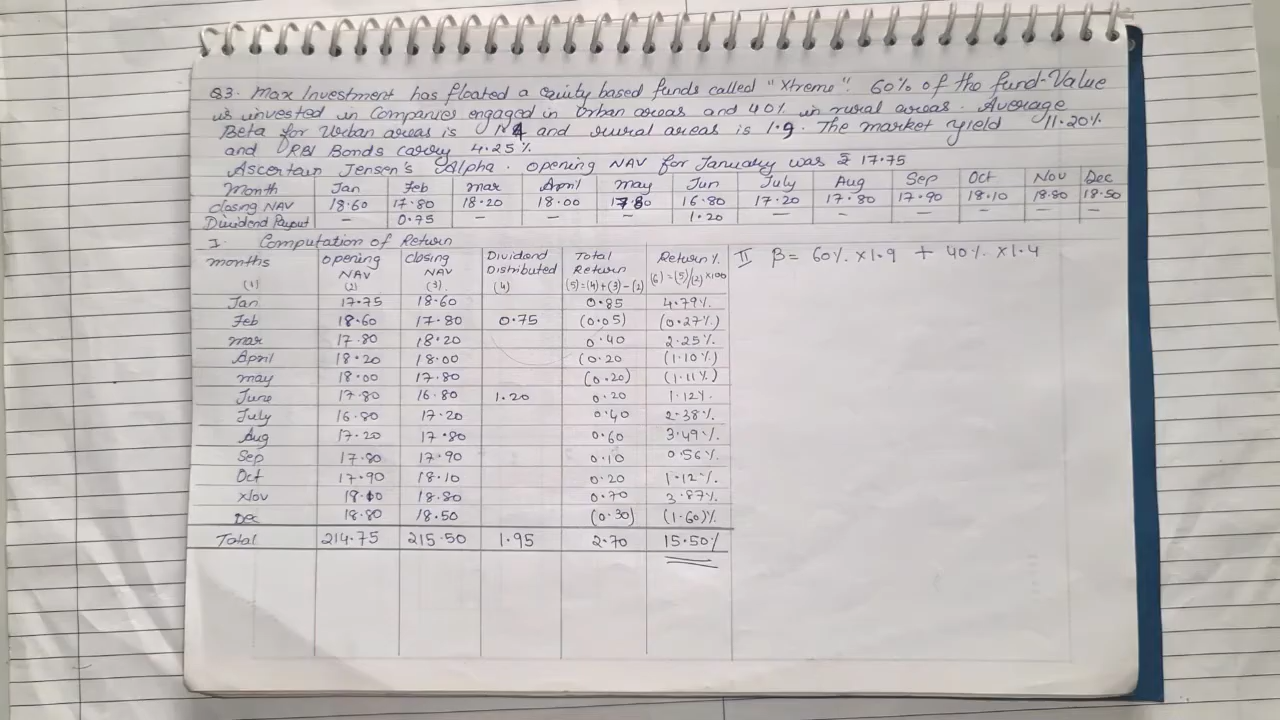 Q3. Max Investment has floated a Equity based funds called "Xtreme". 60% of the fund-Value
is invested in Companies engaged in Urban areas and 40% in rural areas. Average
Beta for Urban areas is 1.4 and rural areas is 1.9. The market yield 11.20%
and RBI Bonds carry 4.25%
Ascertain Jensen's Alpha. Opening NAV for January was ₹ 17.75
Month Jan Feb Mar April May Jun July Aug Sep Oct Nov Dec
Closing NAV 18.80 17.80 18.20 18.00 17.80 16.80 17.20 17.80 17.90 18.10 18.80 18.50
Dividend Payout - 0.75 - - - 1.20 - - - - - -
I. Computation of Return
months opening NAV closing NAV Dividend Distributed Total Return Return % II β = 60% × 1.9 + 40% × 1.4
(1) (2) (3) (4) (5)=(4)+(3)-(2) (6)=(5)/(2)×100
Jan 17.75 18.60 0.85 4.79%
Feb 18.60 17.80 0.75 (0.05) (0.27%)
mar 17.80 18.20 0.40 2.25%
April 18.20 18.00 (0.20 (1.10%)
may 18.00 17.80 (0.20) (1.11%)
June 17.80 16.80 1.20 0.20 1.12%
July 16.80 17.20 0.40 2.38%
Aug 17.20 17.80 0.60 3.49%
Sep 17.80 17.90 0.10 0.56%
Oct 17.90 18.10 0.20 1.12%
Nov 18.10 18.80 0.70 3.87%
Dec 18.80 18.50 (0.30) (1.60)%
Total 214.75 215.50 1.95 2.70 15.50%